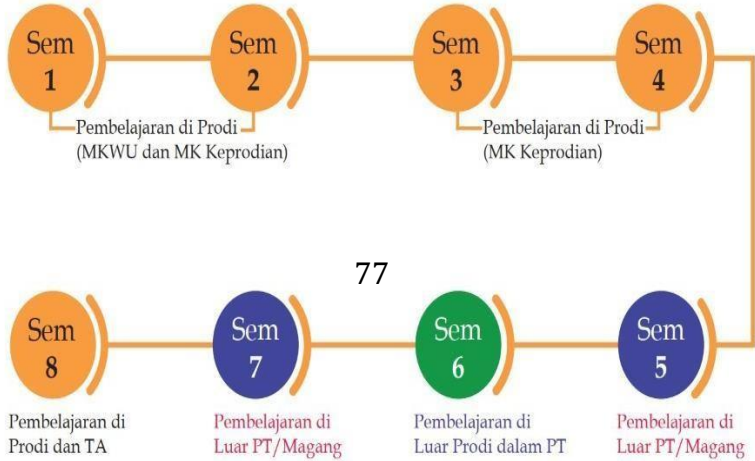 Sem
1
Sem
2
Sem
3
Sem
4
Pembelajaran di Prodi
(MKWU dan MK Keprodian)
Pembelajaran di Prodi
(MK Keprodian)
77
Sem
8
Sem
7
Sem
6
Sem
5
Pembelajaran di
Prodi dan TA
Pembelajaran di
Luar PT/Magang
Pembelajaran di
Luar Prodi dalam PT
Pembelajaran di
Luar PT/Magang